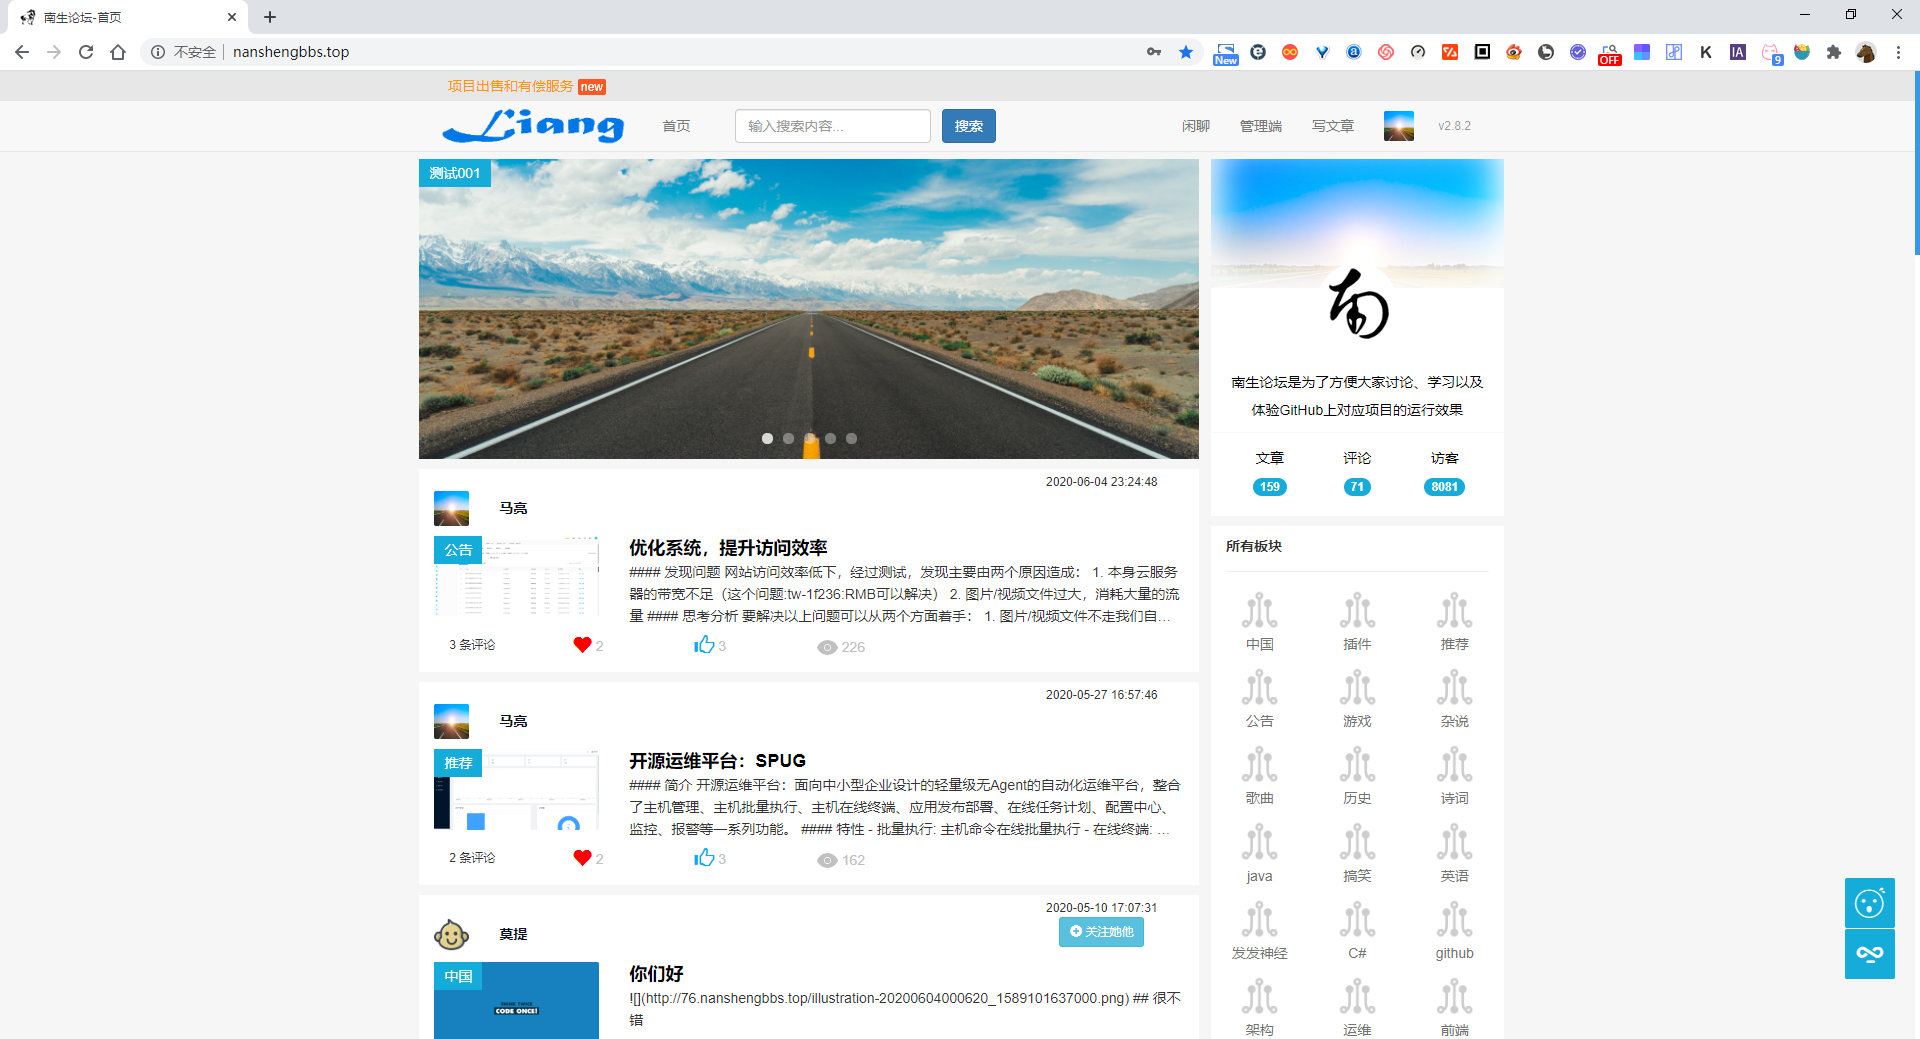 南生论坛-首页
不安全 nanshengbbs.top
New
OFF
K
IA
9
项目出售和有偿服务 new
Liang
首页
输入搜索内容...
搜索
闲聊
管理端
写文章
v2.8.2
测试001
南
南生论坛是为了方便大家讨论、学习以及
体验GitHub上对应项目的运行效果
文章
评论
访客
159
71
8081
2020-06-04 23:24:48
马亮
公告
优化系统，提升访问效率
#### 发现问题 网站访问效率低下，经过测试，发现主要由两个原因造成： 1. 本身云服务
器的带宽不足（这个问题:tw-1f236:RMB可以解决） 2. 图片/视频文件过大，消耗大量的流
量 #### 思考分析 要解决以上问题可以从两个方面着手： 1. 图片/视频文件不走我们自…
3 条评论
2
3
226
2020-05-27 16:57:46
马亮
推荐
开源运维平台：SPUG
#### 简介 开源运维平台：面向中小型企业设计的轻量级无Agent的自动化运维平台，整合
了主机管理、主机批量执行、主机在线终端、应用发布部署、在线任务计划、配置中心、
监控、报警等一系列功能。 #### 特性 - 批量执行: 主机命令在线批量执行 - 在线终端: …
2 条评论
2
3
162
2020-05-10 17:07:31
莫提
关注她他
中国
THINK TWICE
CODE ONCE!
你们好
![](http://76.nanshengbbs.top/illustration-20200604000620_1589101637000.png) ## 很不
错
所有板块
中国
插件
推荐
公告
游戏
杂说
歌曲
历史
诗词
java
搞笑
英语
发发神经
C#
github
架构
运维
前端